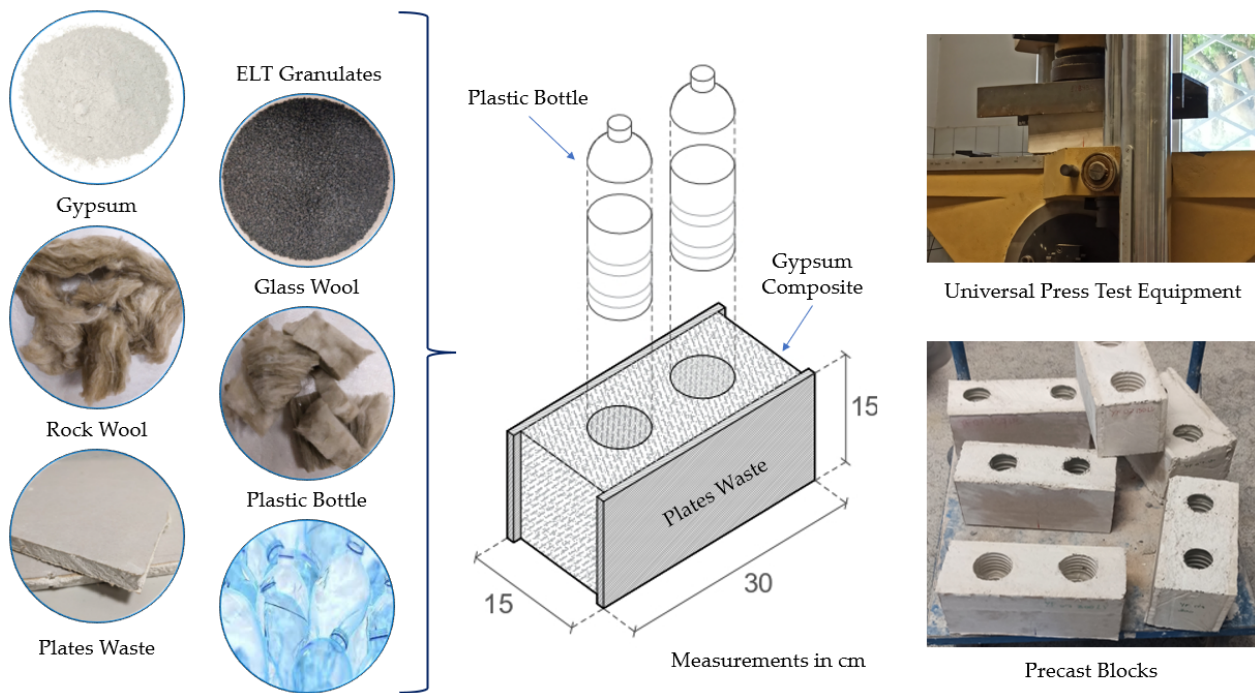 Gypsum
Rock Wool
Plates Waste
ELT Granulates
Glass Wool
Plastic Bottle
Plastic Bottle
Gypsum
Composite
Plates Waste
15
15
30
Measurements in cm
Universal Press Test Equipment
Precast Blocks